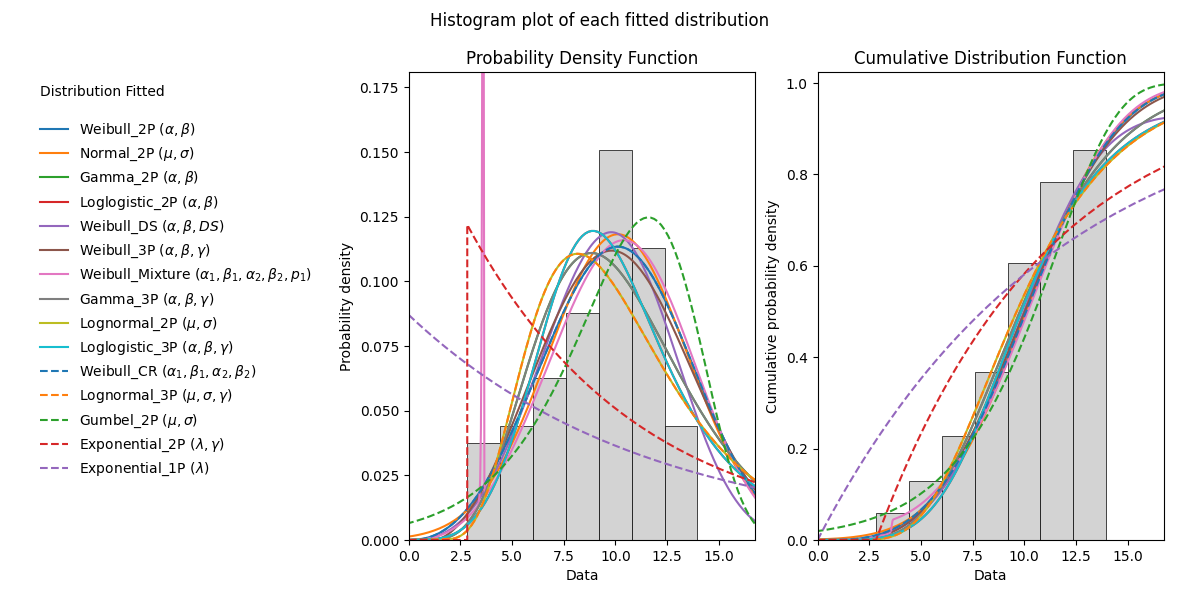 Histogram plot of each fitted distribution
Distribution Fitted
Weibull_2P (α, β)
Normal_2P (μ, σ)
Gamma_2P (α, β)
Loglogistic_2P (α, β)
Weibull_DS (α, β, DS)
Weibull_3P (α, β, γ)
Weibull_Mixture (α₁, β₁, α₂, β₂, p₁)
Gamma_3P (α, β, γ)
Lognormal_2P (μ, σ)
Loglogistic_3P (α, β, γ)
Weibull_CR (α₁, β₁, α₂, β₂)
Lognormal_3P (μ, σ, γ)
Gumbel_2P (μ, σ)
Exponential_2P (λ, γ)
Exponential_1P (λ)
Probability Density Function
Probability density
0.175
0.150
0.125
0.100
0.075
0.050
0.025
0.000
0.0 2.5 5.0 7.5 10.0 12.5 15.0
Data
Cumulative Distribution Function
Cumulative probability density
1.0
0.8
0.6
0.4
0.2
0.0
0.0 2.5 5.0 7.5 10.0 12.5 15.0
Data